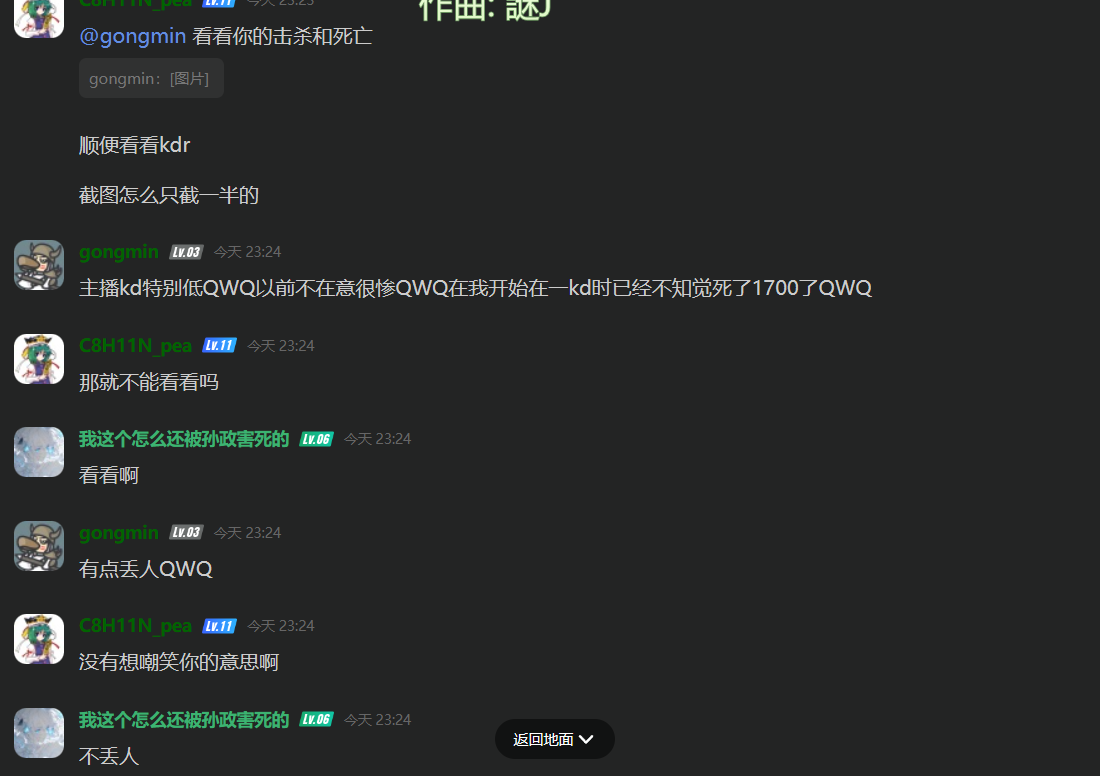 C8H11N_pea Lv.11 今天 23:23
作曲: 謎J
@gongmin 看看你的击杀和死亡
gongmin：[图片]
顺便看看kdr
截图怎么只截一半的
gongmin Lv.03 今天 23:24
主播kd特别低QWQ以前不在意很惨QWQ在我开始在一kd时已经不知觉死了1700了QWQ
C8H11N_pea Lv.11 今天 23:24
那就不能看看吗
我这个怎么还被孙政害死的 Lv.06 今天 23:24
看看啊
gongmin Lv.03 今天 23:24
有点丢人QWQ
C8H11N_pea Lv.11 今天 23:24
没有想嘲笑你的意思啊
我这个怎么还被孙政害死的 Lv.06 今天 23:24
不丢人
返回地面